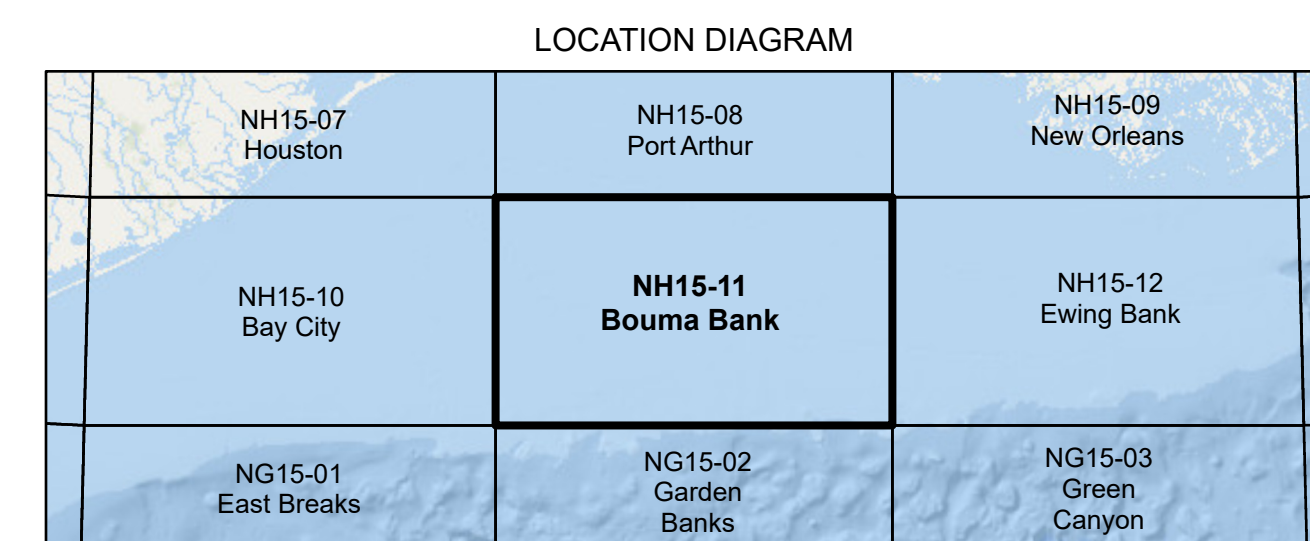 LOCATION DIAGRAM
NH15-07
Houston
NH15-08
Port Arthur
NH15-09
New Orleans
NH15-10
Bay City
NH15-11
Bouma Bank
NH15-12
Ewing Bank
NG15-01
East Breaks
NG15-02
Garden
Banks
NG15-03
Green
Canyon